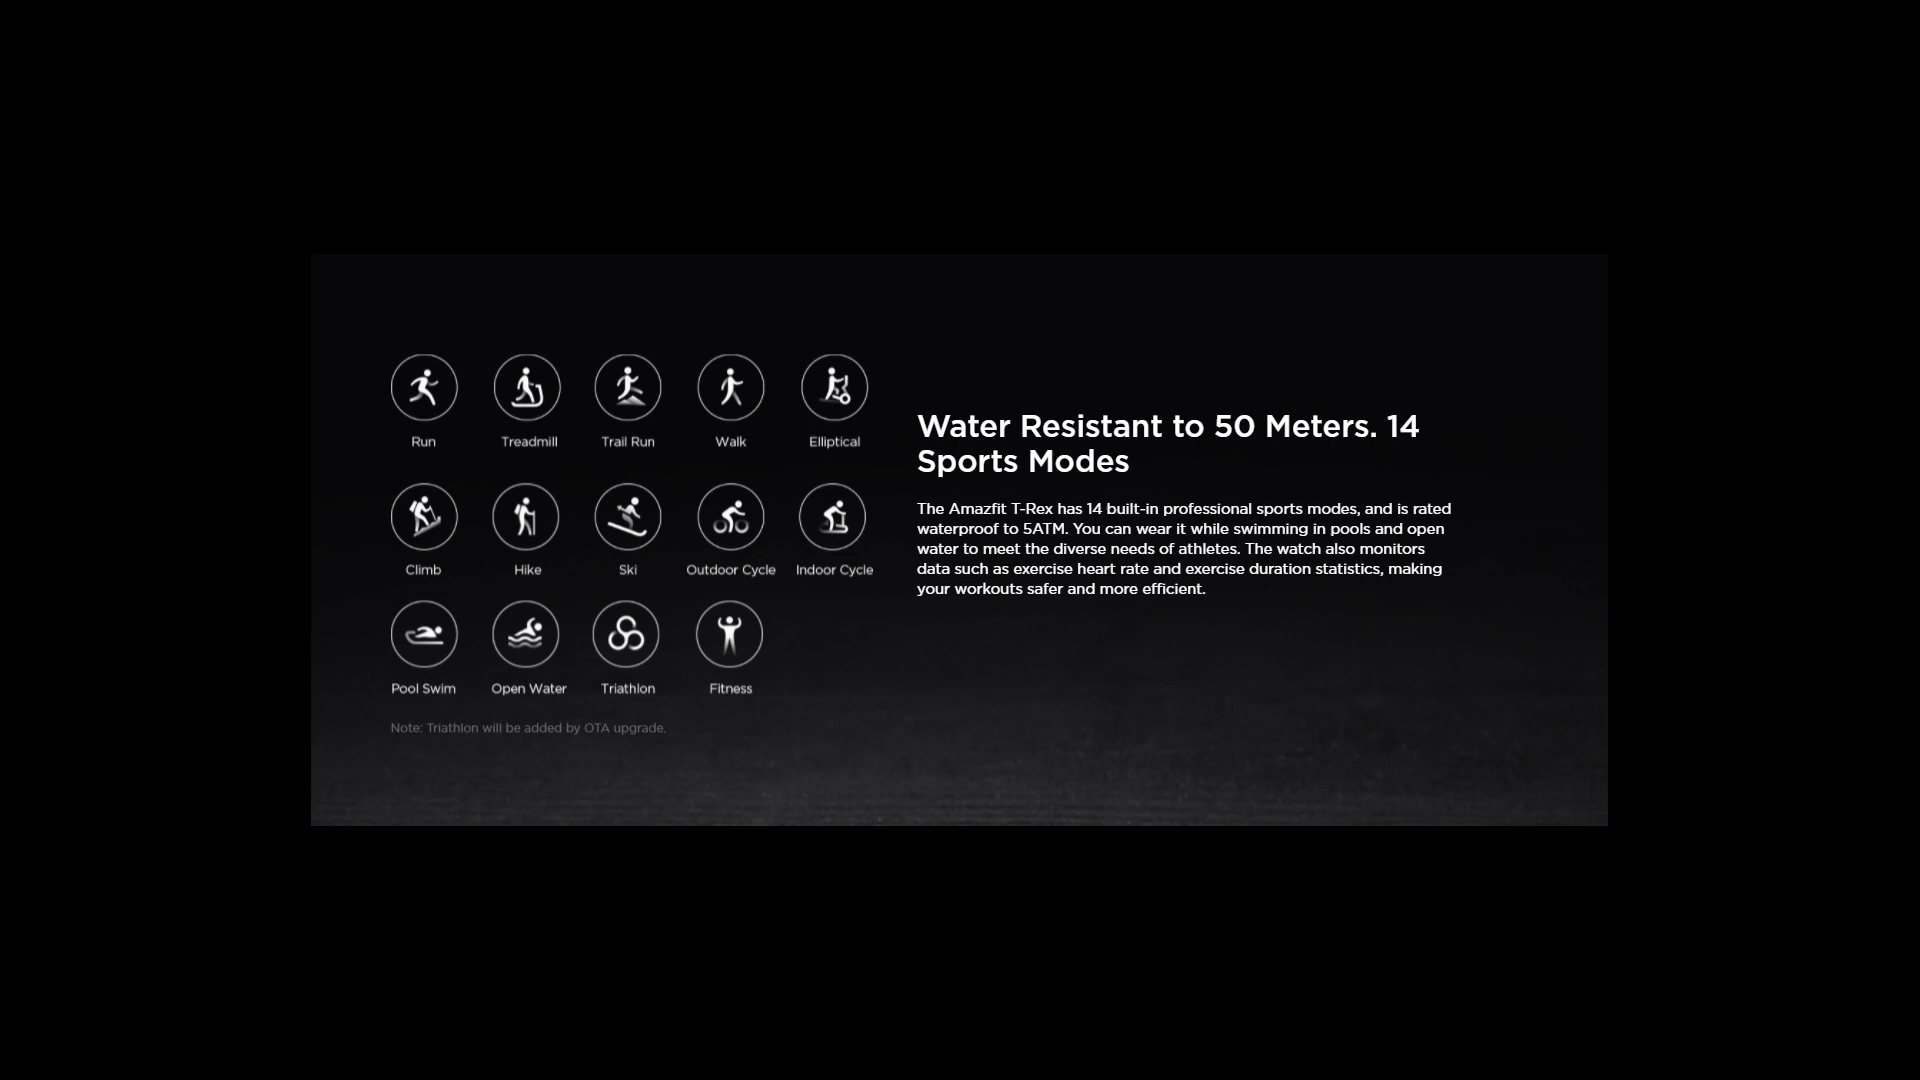 Run
Treadmill
Trail Run
Walk
Elliptical
Climb
Hike
Ski
Outdoor Cycle
Indoor Cycle
Pool Swim
Open Water
Triathlon
Fitness
Note: Triathlon will be added by OTA upgrade.
Water Resistant to 50 Meters. 14
Sports Modes
The Amazfit T-Rex has 14 built-in professional sports modes, and is rated
waterproof to 5ATM. You can wear it while swimming in pools and open
water to meet the diverse needs of athletes. The watch also monitors
data such as exercise heart rate and exercise duration statistics, making
your workouts safer and more efficient.